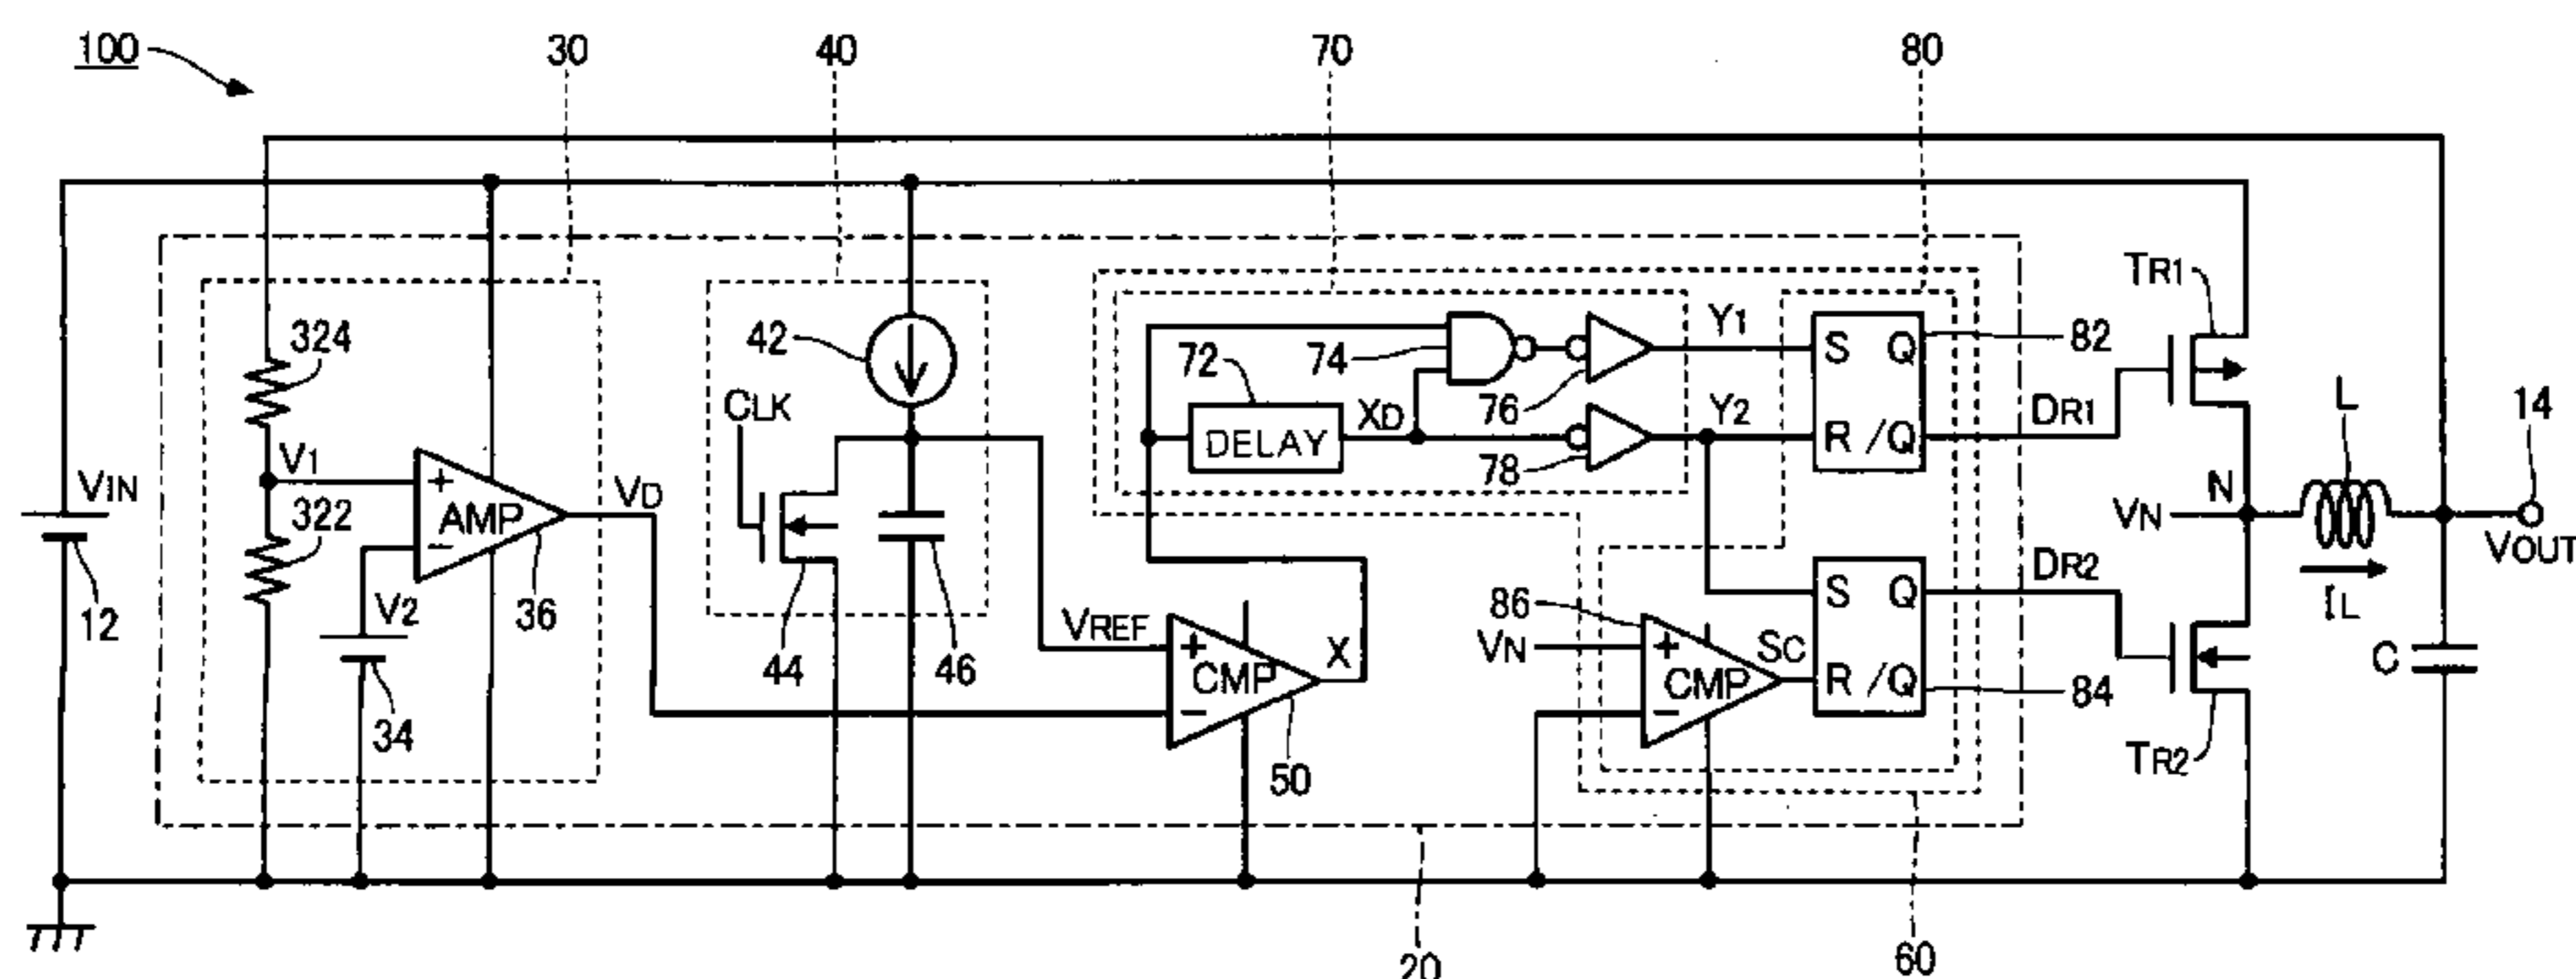 100
30
40
70
80
324
322
V1
V2
VIN
12
34
+
AMP
−
36
VD
42
CLK
44
46
VREF
+
CMP
−
50
X
72
DELAY
XD
74
76
78
Y1
Y2
S Q
R /Q
82
86
VN
+
CMP
−
SC
S Q
R /Q
84
DR1
DR2
TR1
TR2
N
VN
L
IL
14
VOUT
C
20
60